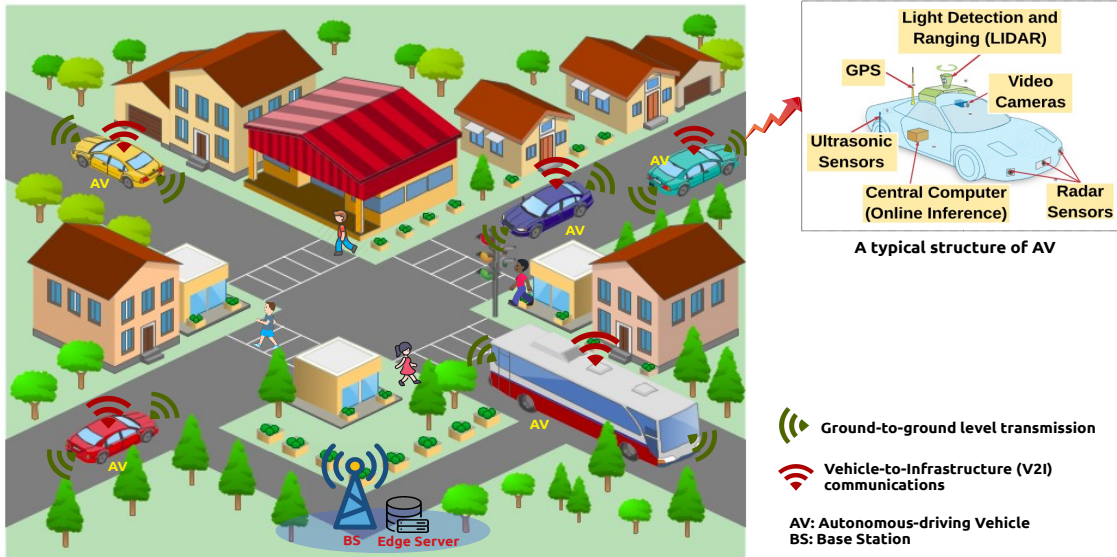 Light Detection and
Ranging (LIDAR)
GPS
Video
Cameras
Ultrasonic
Sensors
Central Computer
(Online Inference)
Radar
Sensors
A typical structure of AV
AV
AV
AV
AV
AV
BS
Edge Server
Ground-to-ground level transmission
Vehicle-to-Infrastructure (V2I)
communications
AV: Autonomous-driving Vehicle
BS: Base Station